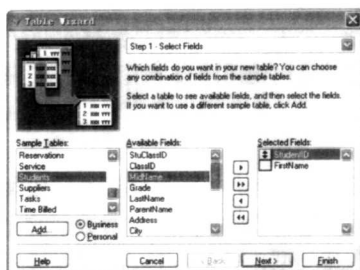 Table Wizard
Step 1 - Select Fields
Which fields do you want in your new table? You can choose
any combination of fields from the sample tables.
Select a table to see available fields, and then select the fields.
If you want to use a different sample table, click Add.
Sample Tables:
Reservations
Service
Students
Suppliers
Tasks
Time Billed
Add...
Business
Personal
Available Fields:
StuClassID
ClassID
MidName
Grade
LastName
ParentName
Address
City
Selected Fields:
StudentID
FirstName
Help
Cancel
< Back
Next >
Finish